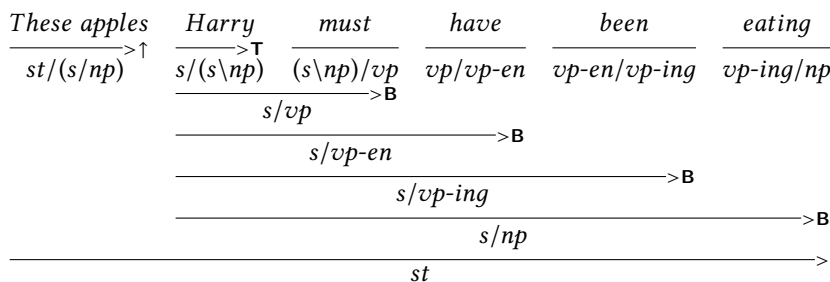 These apples Harry must have been eating
>↑ >T
st/(s/np) s/(s\np) (s\np)/vp vp/vp-en vp-en/vp-ing vp-ing/np
>B
s/vp
>B
s/vp-en
>B
s/vp-ing
>B
s/np
>
st